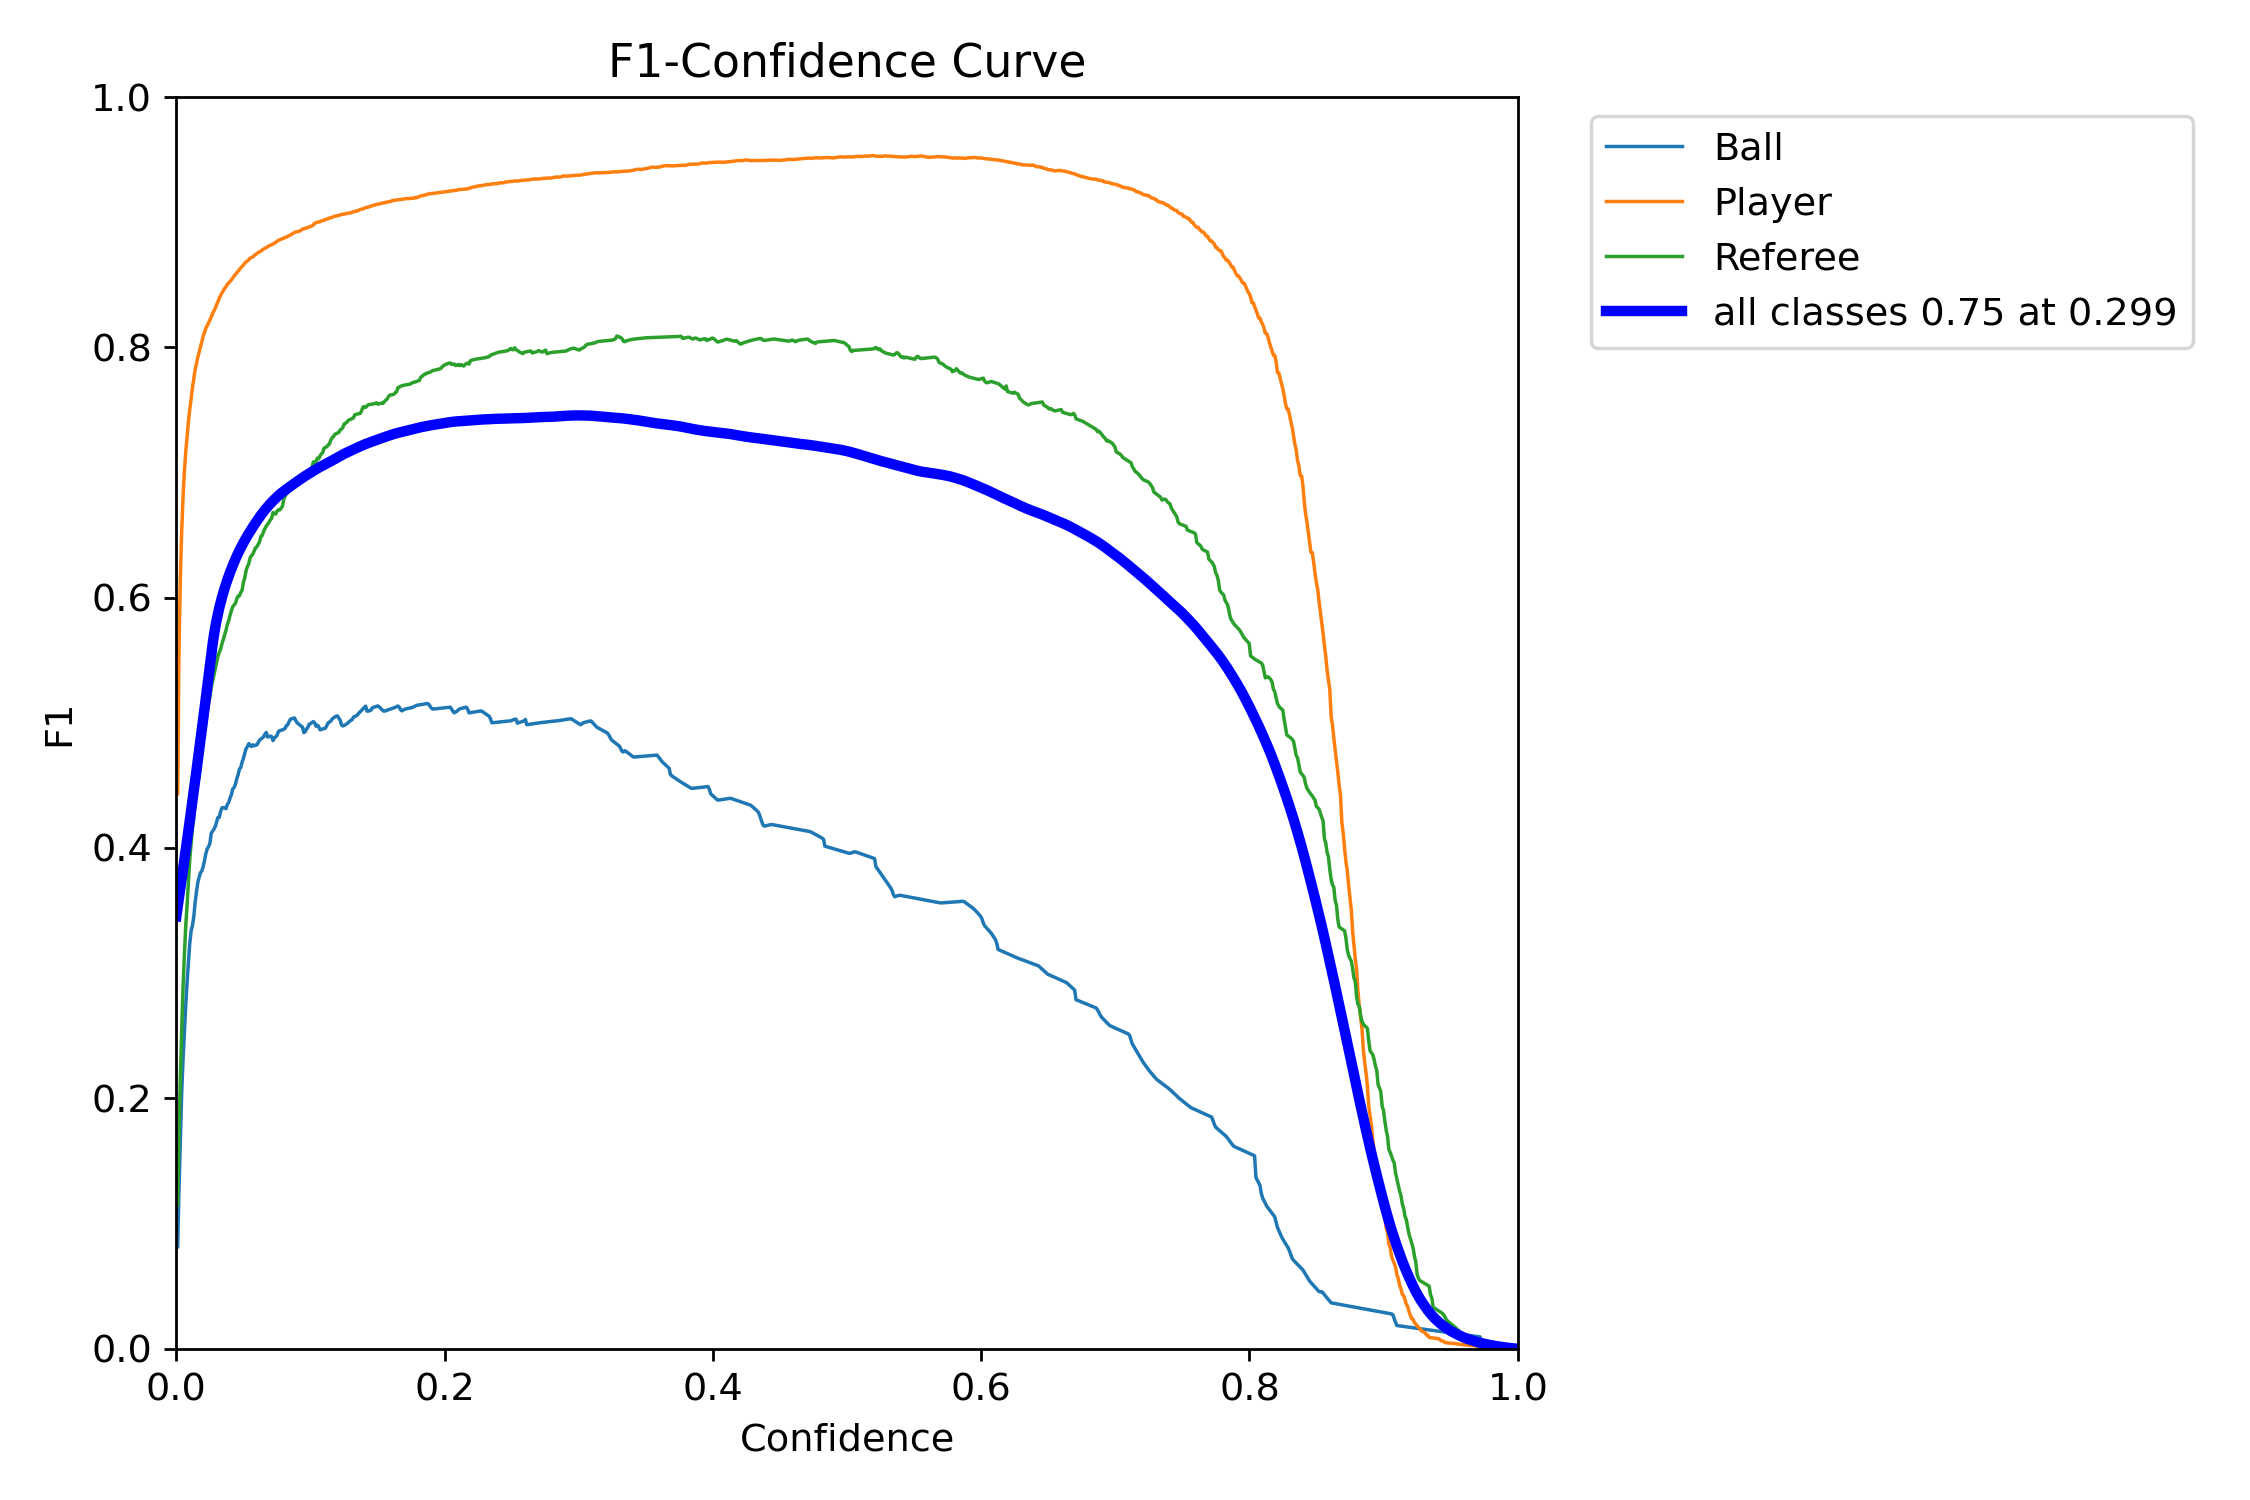 F1-Confidence Curve
1.0
0.8
0.6
0.4
0.2
0.0
F1
0.0 0.2 0.4 0.6 0.8 1.0
Confidence
Ball
Player
Referee
all classes 0.75 at 0.299